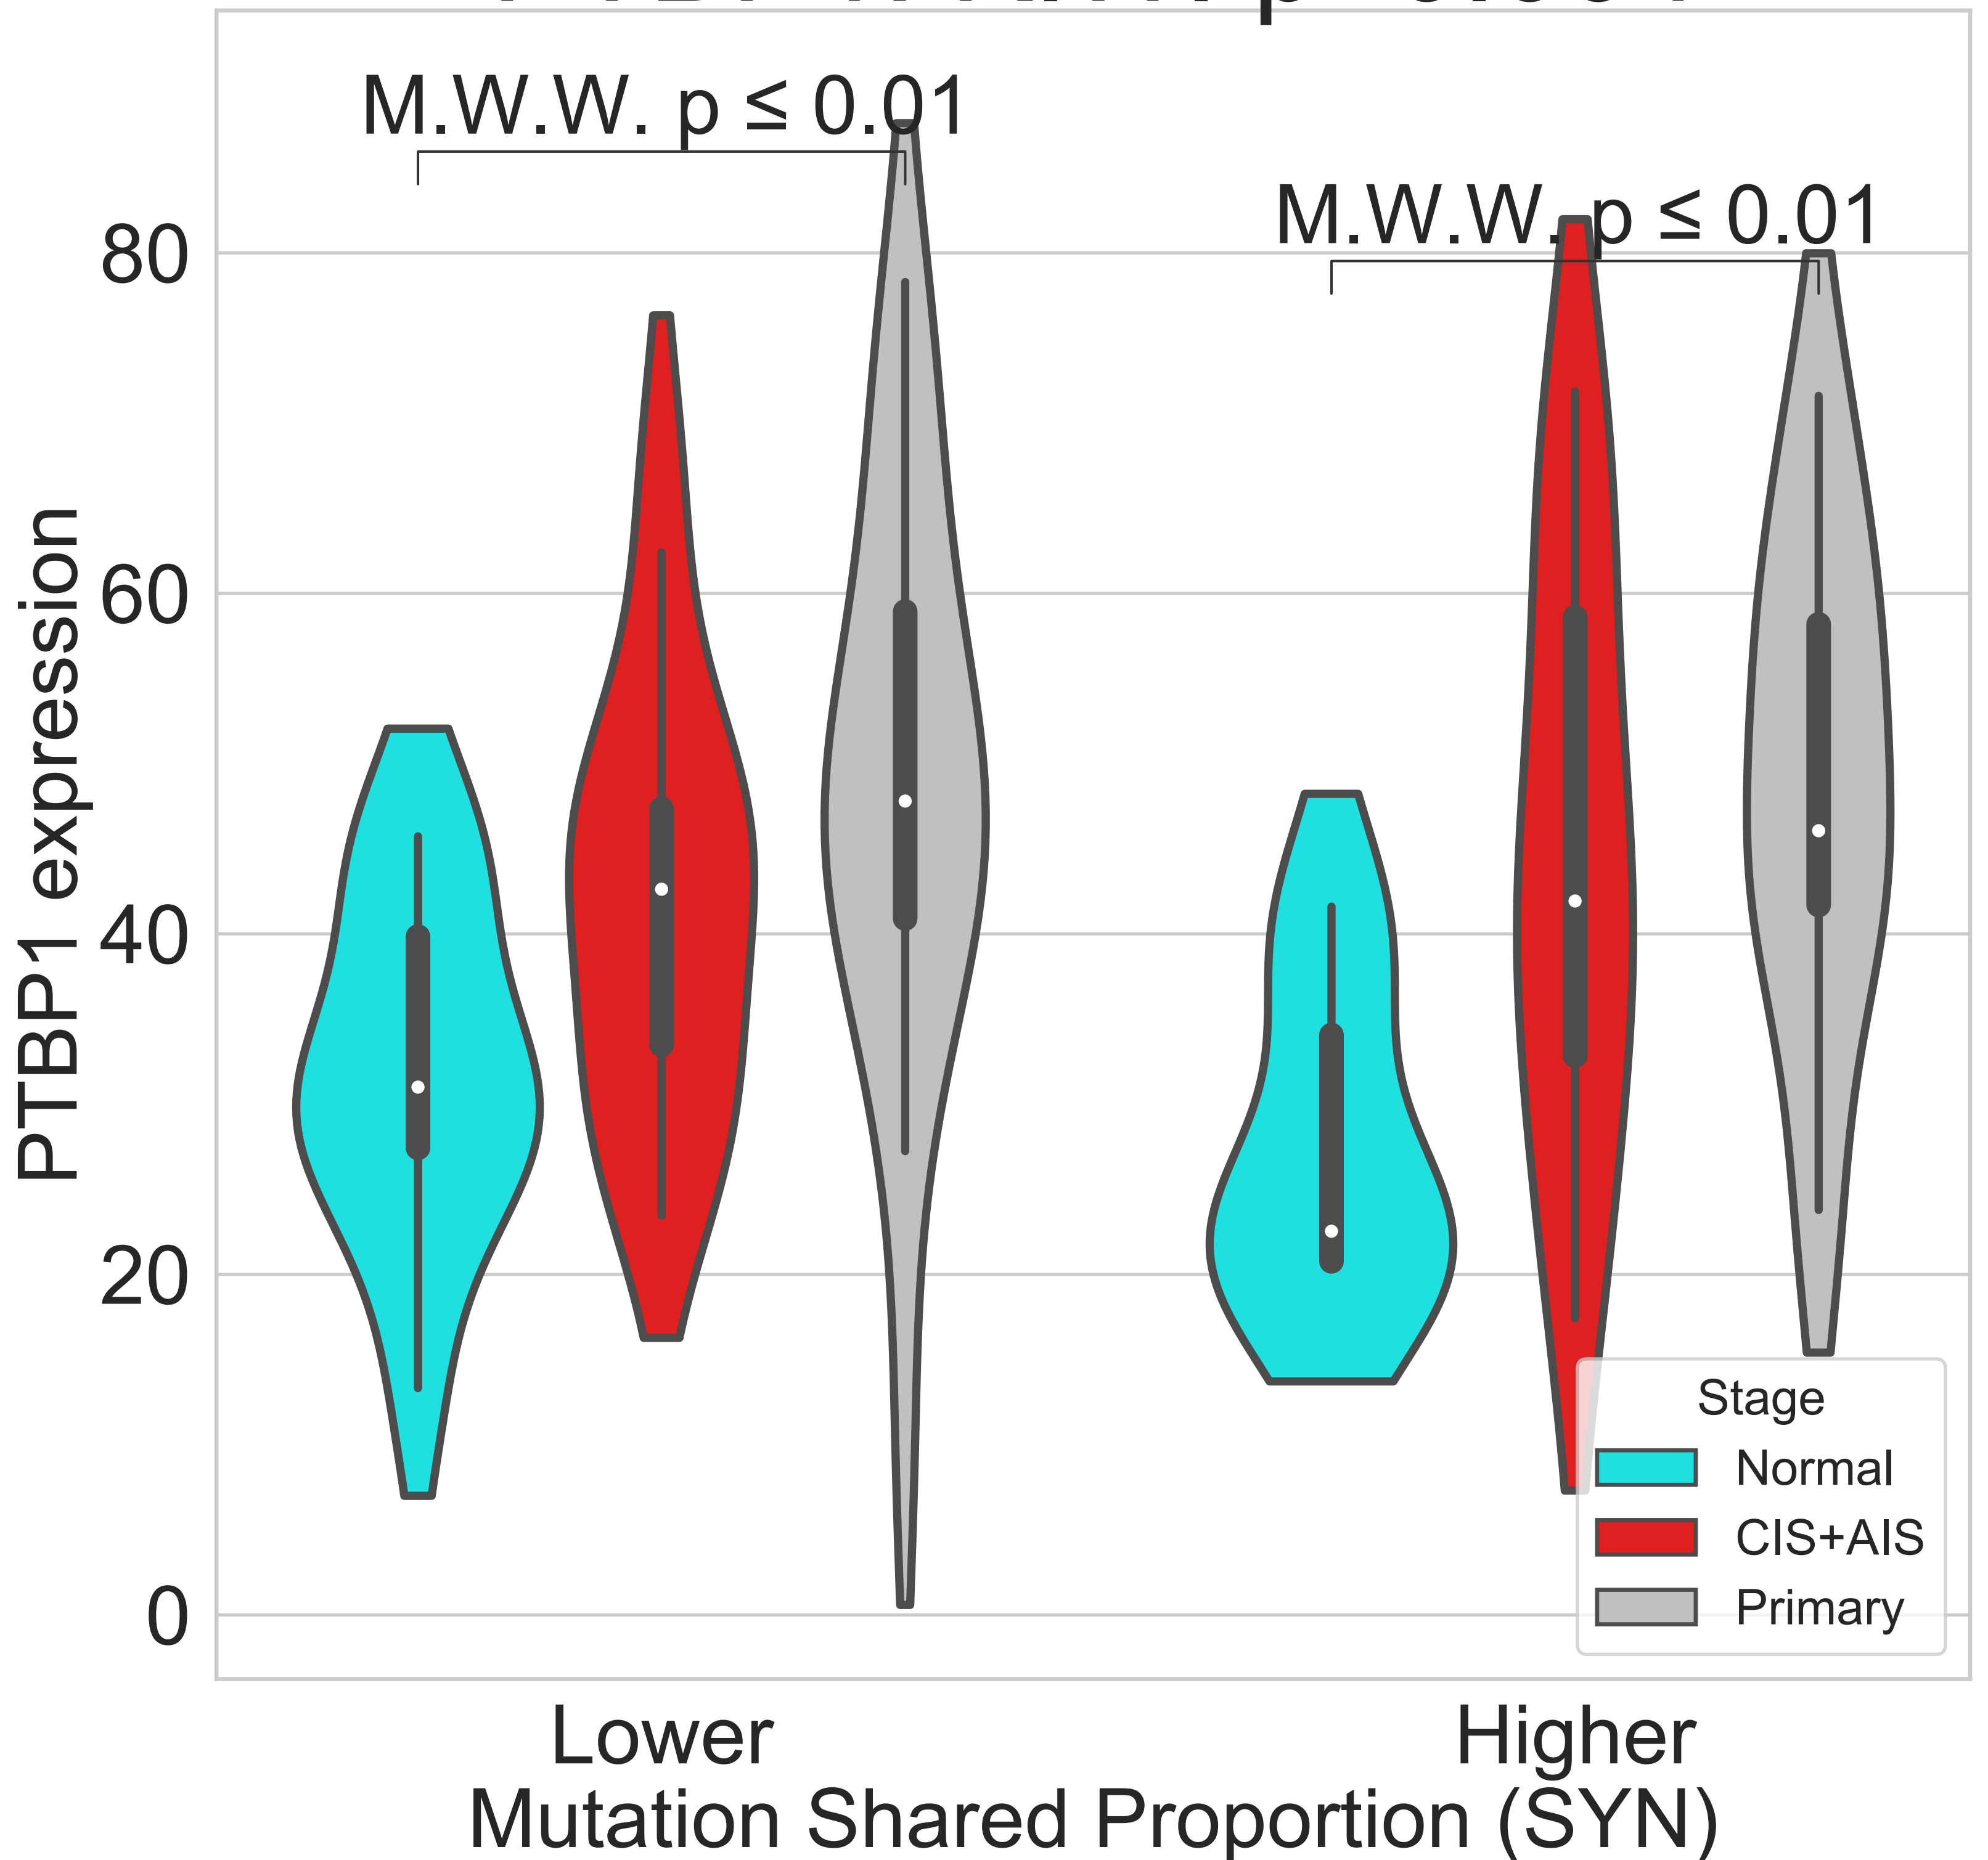 M.W.W. p ≤ 0.01
M.W.W. p ≤ 0.01
80
60
40
20
0
PTBP1 expression
Stage
Normal
CIS+AIS
Primary
Lower
Higher
Mutation Shared Proportion (SYN)